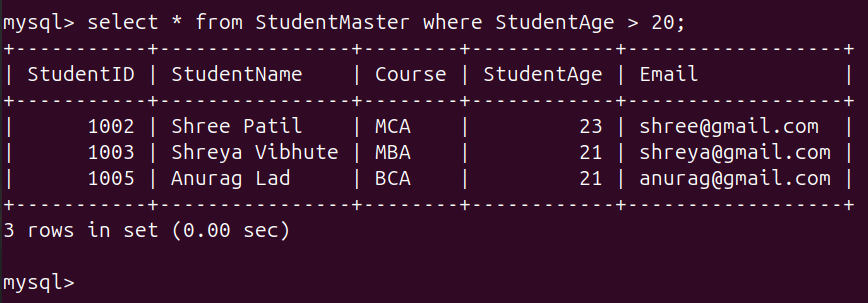 mysql> select * from StudentMaster where StudentAge > 20;
+-----------+----------------+--------+------------+------------------+
| StudentID | StudentName    | Course | StudentAge | Email            |
+-----------+----------------+--------+------------+------------------+
|      1002 | Shree Patil    | MCA    |         23 | shree@gmail.com  |
|      1003 | Shreya Vibhute | MBA    |         21 | shreya@gmail.com |
|      1005 | Anurag Lad     | BCA    |         21 | anurag@gmail.com |
+-----------+----------------+--------+------------+------------------+
3 rows in set (0.00 sec)
mysql>